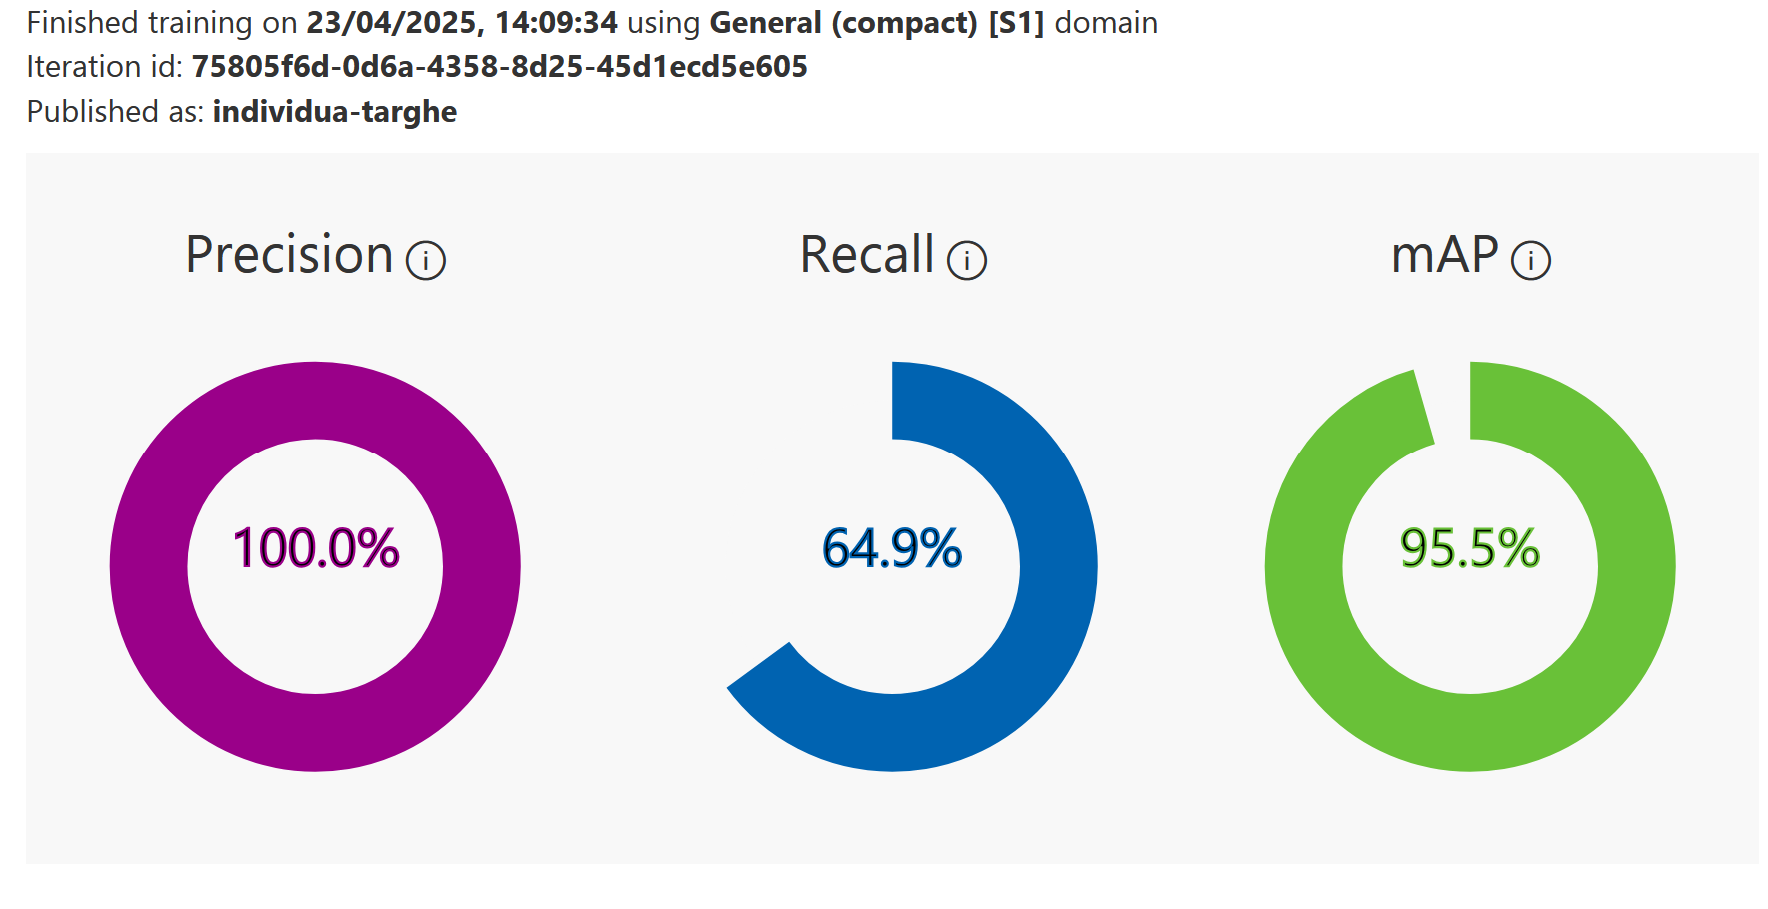 Finished training on 23/04/2025, 14:09:34 using General (compact) [S1] domain
Iteration id: 75805f6d-0d6a-4358-8d25-45d1ecd5e605
Published as: individua-targhe
Precision i
Recall i
mAP i
100.0%
64.9%
95.5%